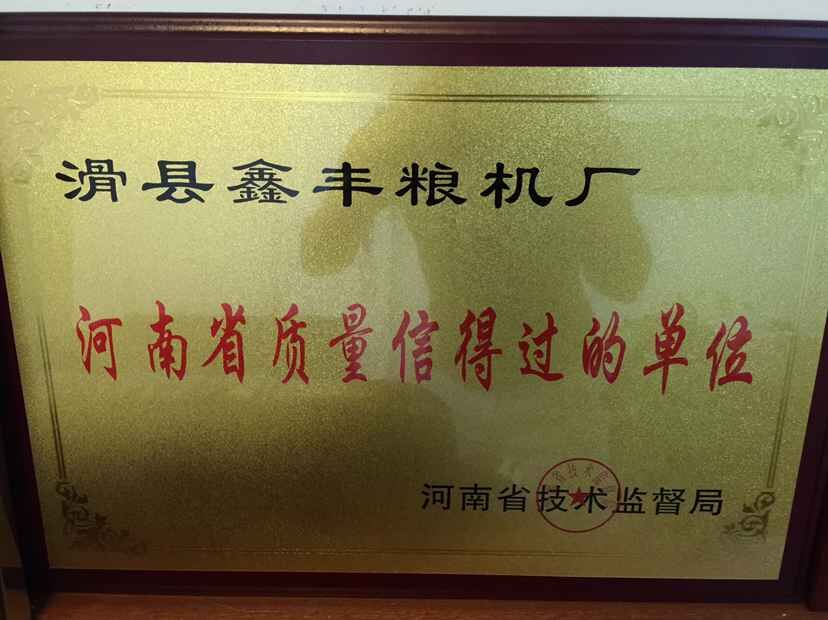 滑县鑫丰粮机厂
河南省质量信得过的单位
河南省技术监督局